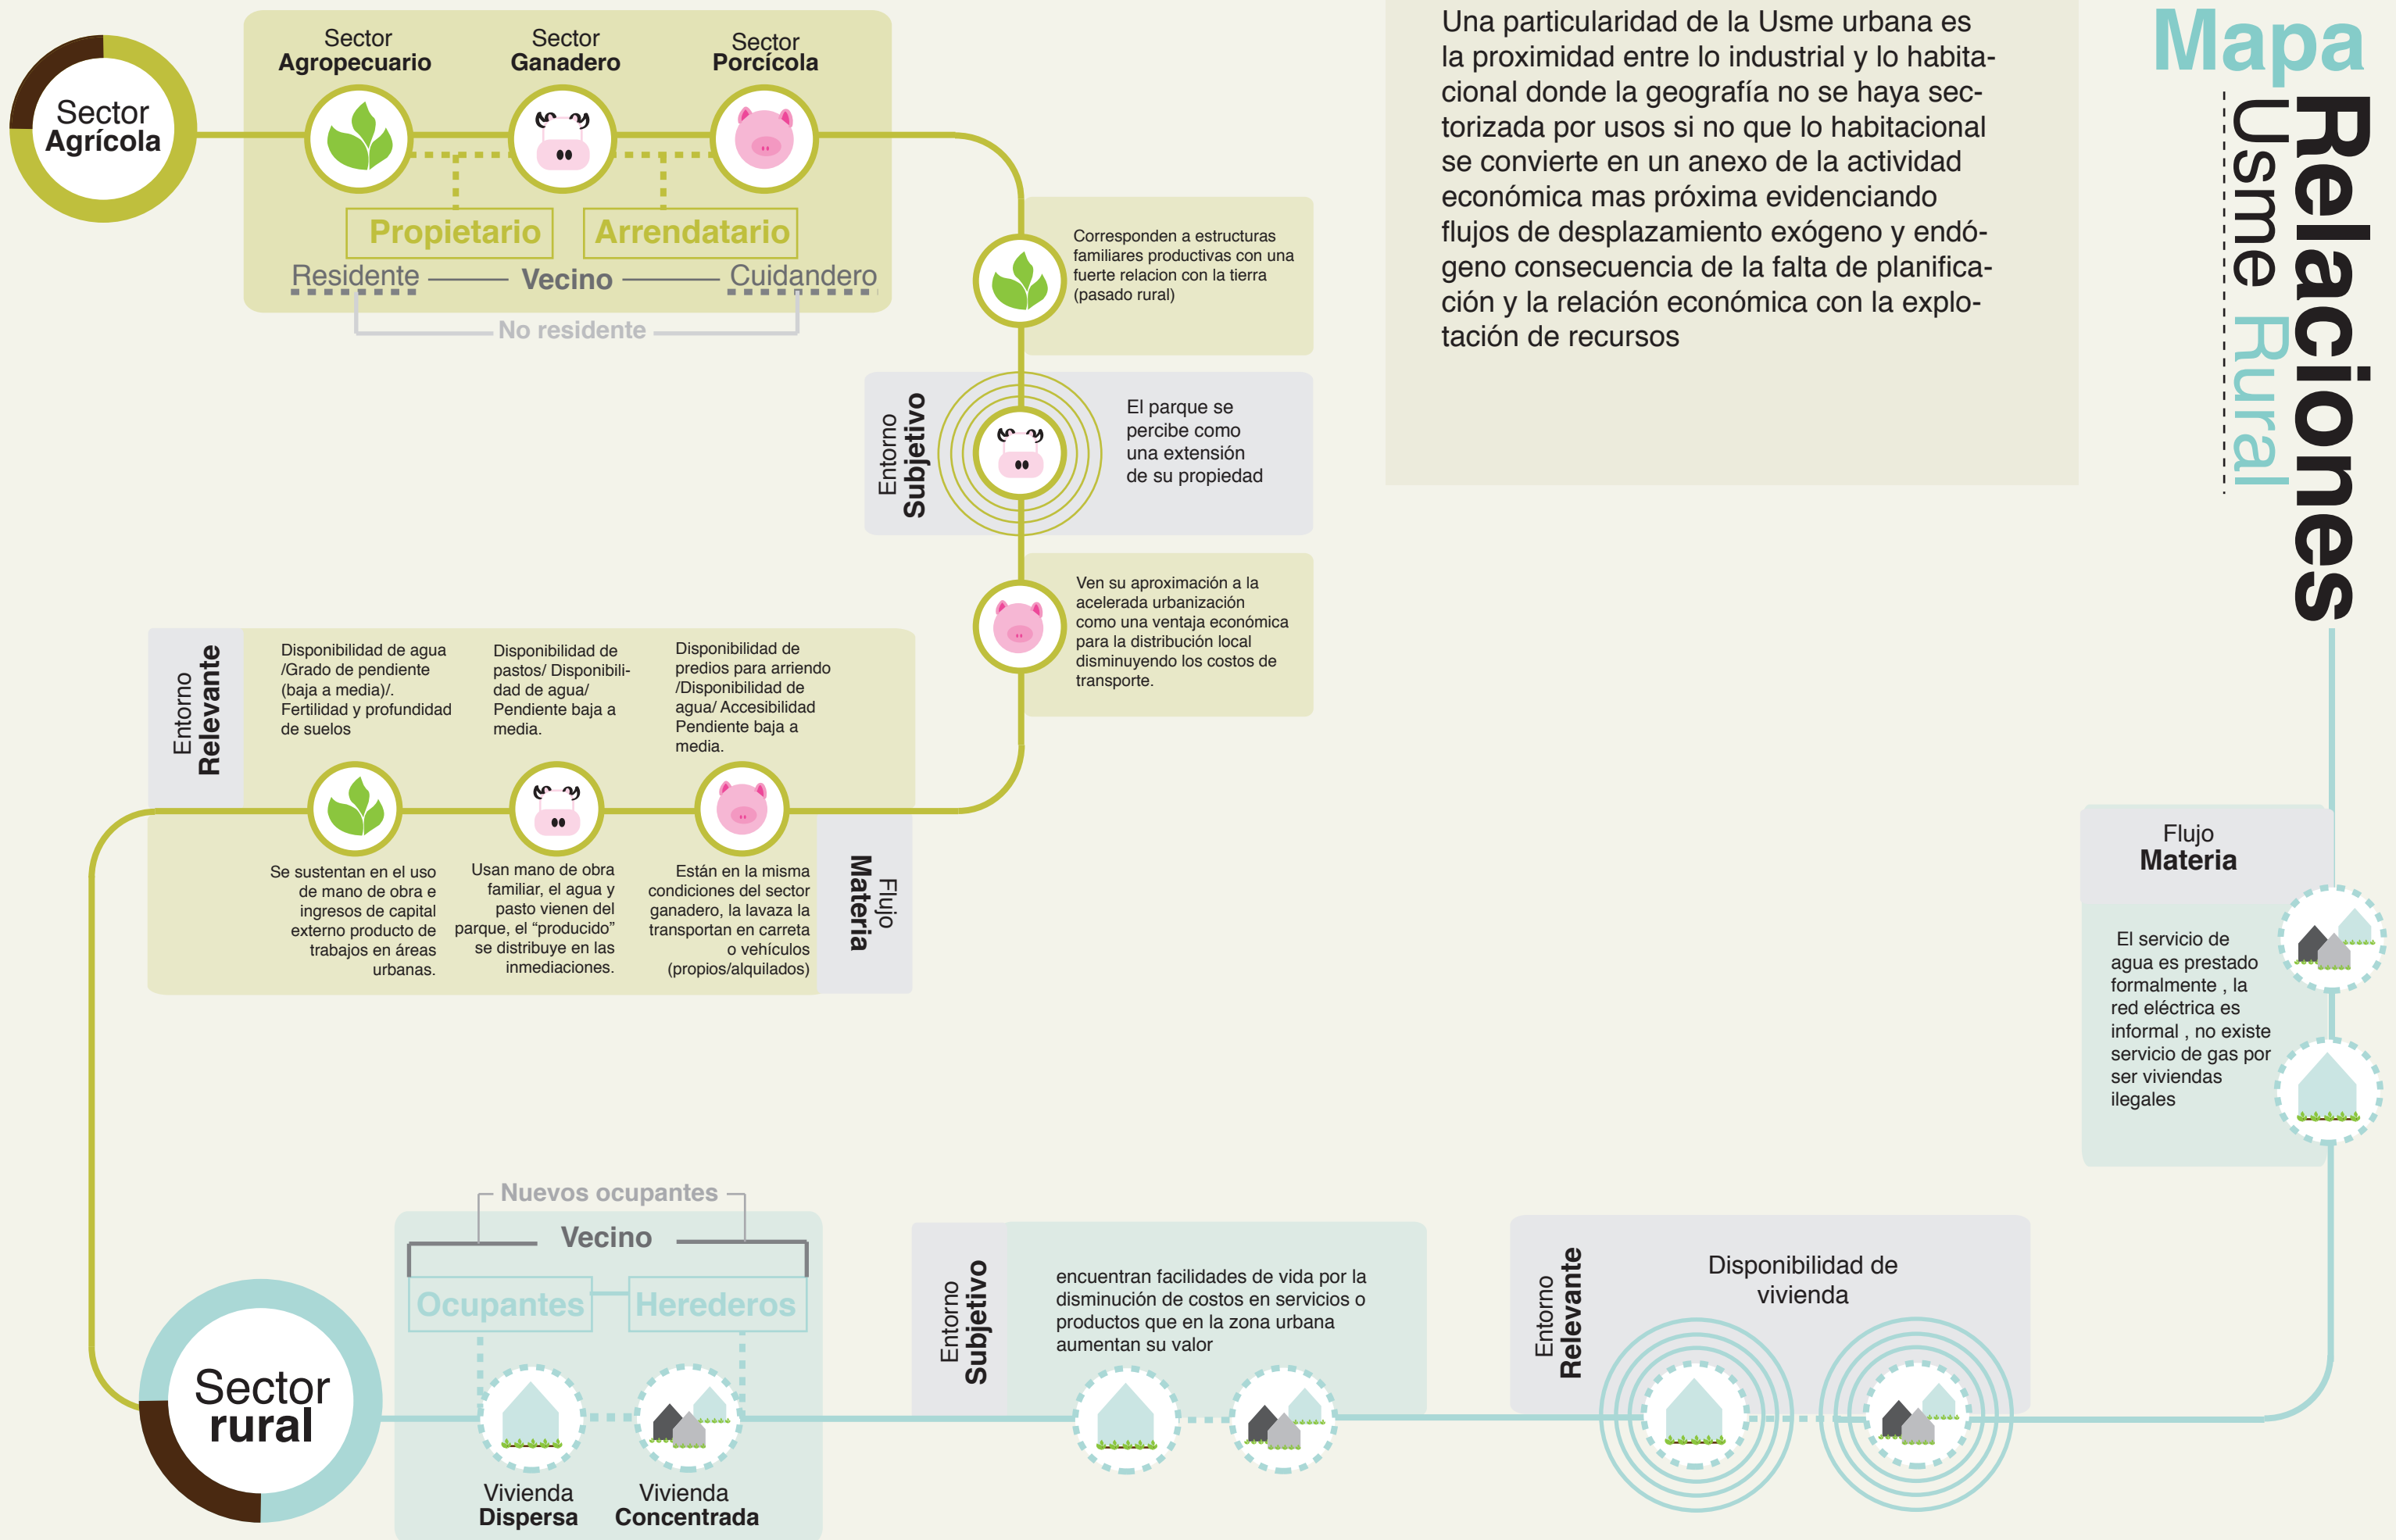 Mapa
Relaciones
Usme Rural
Una particularidad de la Usme urbana es
la proximidad entre lo industrial y lo habita-
cional donde la geografía no se haya sec-
torizada por usos si no que lo habitacional
se convierte en un anexo de la actividad
económica mas próxima evidenciando
flujos de desplazamiento exógeno y endó-
geno consecuencia de la falta de planifica-
ción y la relación económica con la explo-
tación de recursos
Sector
Agrícola
Sector
Agropecuario
Sector
Ganadero
Sector
Porcícola
Propietario
Arrendatario
Residente
Vecino
Cuidandero
No residente
Corresponden a estructuras
familiares productivas con una
fuerte relacion con la tierra
(pasado rural)
Entorno
Subjetivo
El parque se
percibe como
una extensión
de su propiedad
Ven su aproximación a la
acelerada urbanización
como una ventaja económica
para la distribución local
disminuyendo los costos de
transporte.
Entorno
Relevante
Disponibilidad de agua
/Grado de pendiente
(baja a media)/.
Fertilidad y profundidad
de suelos
Disponibilidad de
pastos/ Disponibili-
dad de agua/
Pendiente baja a
media.
Disponibilidad de
predios para arriendo
/Disponibilidad de
agua/ Accesibilidad
Pendiente baja a
media.
Se sustentan en el uso
de mano de obra e
ingresos de capital
externo producto de
trabajos en áreas
urbanas.
Usan mano de obra
familiar, el agua y
pasto vienen del
parque, el “producido”
se distribuye en las
inmediaciones.
Están en la misma
condiciones del sector
ganadero, la lavaza la
transportan en carreta
o vehículos
(propios/alquilados)
Flujo
Materia
Sector
rural
Nuevos ocupantes
Vecino
Ocupantes
Herederos
Vivienda
Dispersa
Vivienda
Concentrada
Entorno
Subjetivo
encuentran facilidades de vida por la
disminución de costos en servicios o
productos que en la zona urbana
aumentan su valor
Entorno
Relevante
Disponibilidad de
vivienda
Flujo
Materia
El servicio de
agua es prestado
formalmente , la
red eléctrica es
informal , no existe
servicio de gas por
ser viviendas
ilegales